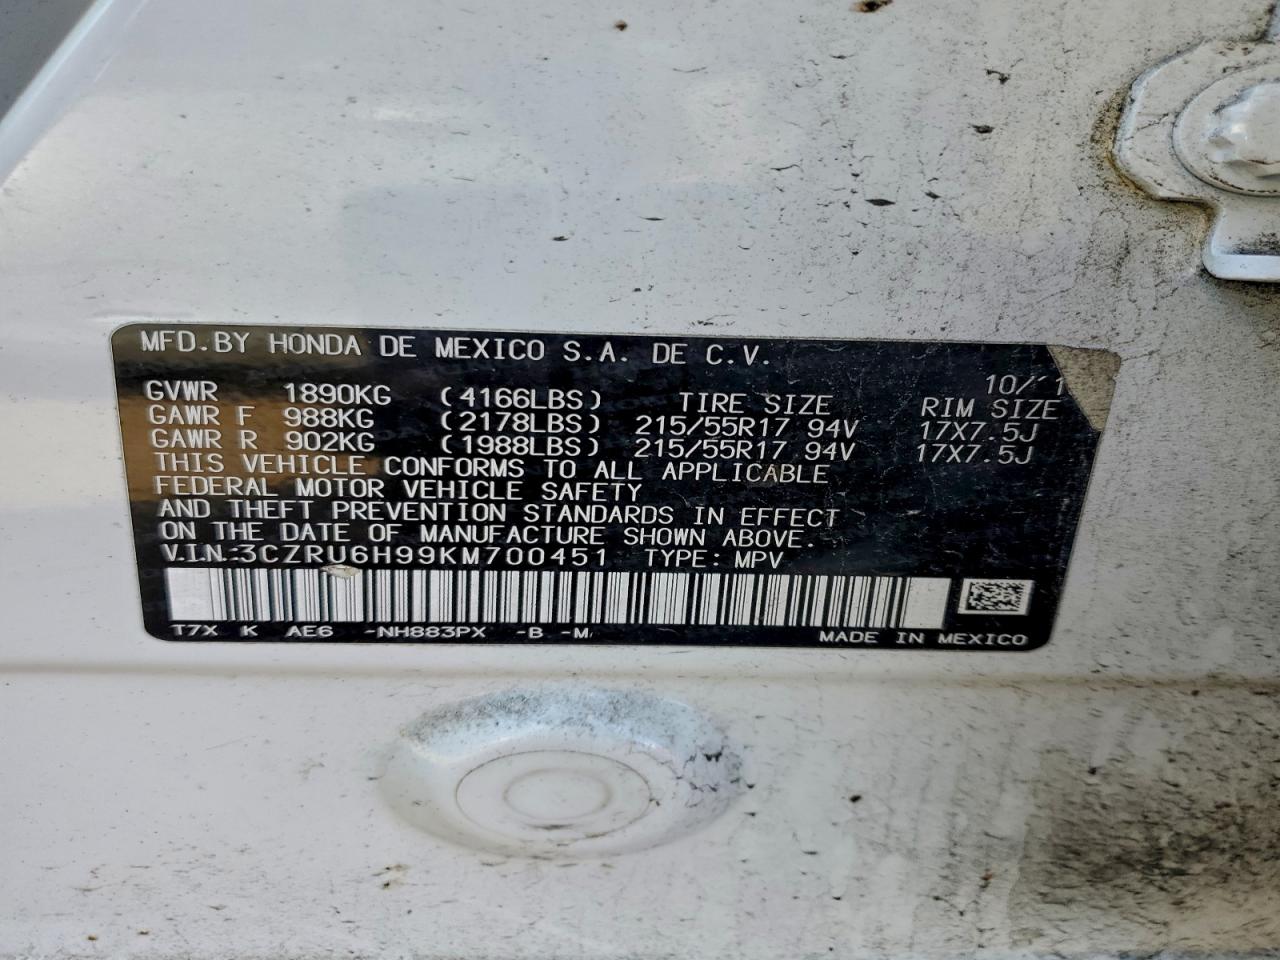 MFD.BY HONDA DE MEXICO S.A. DE C.V.
10/
GVWR 1890KG (4166LBS) TIRE SIZE RIM SIZE
GAWR F 988KG (2178LBS) 215/55R17 94V 17X7.5J
GAWR R 902KG (1988LBS) 215/55R17 94V 17X7.5J
THIS VEHICLE CONFORMS TO ALL APPLICABLE
FEDERAL MOTOR VEHICLE SAFETY
AND THEFT PREVENTION STANDARDS IN EFFECT
ON THE DATE OF MANUFACTURE SHOWN ABOVE.
V.I.N.:3CZRU6H99KM700451 TYPE: MPV
T7X K AE6 -NH883PX -B -M MADE IN MEXICO